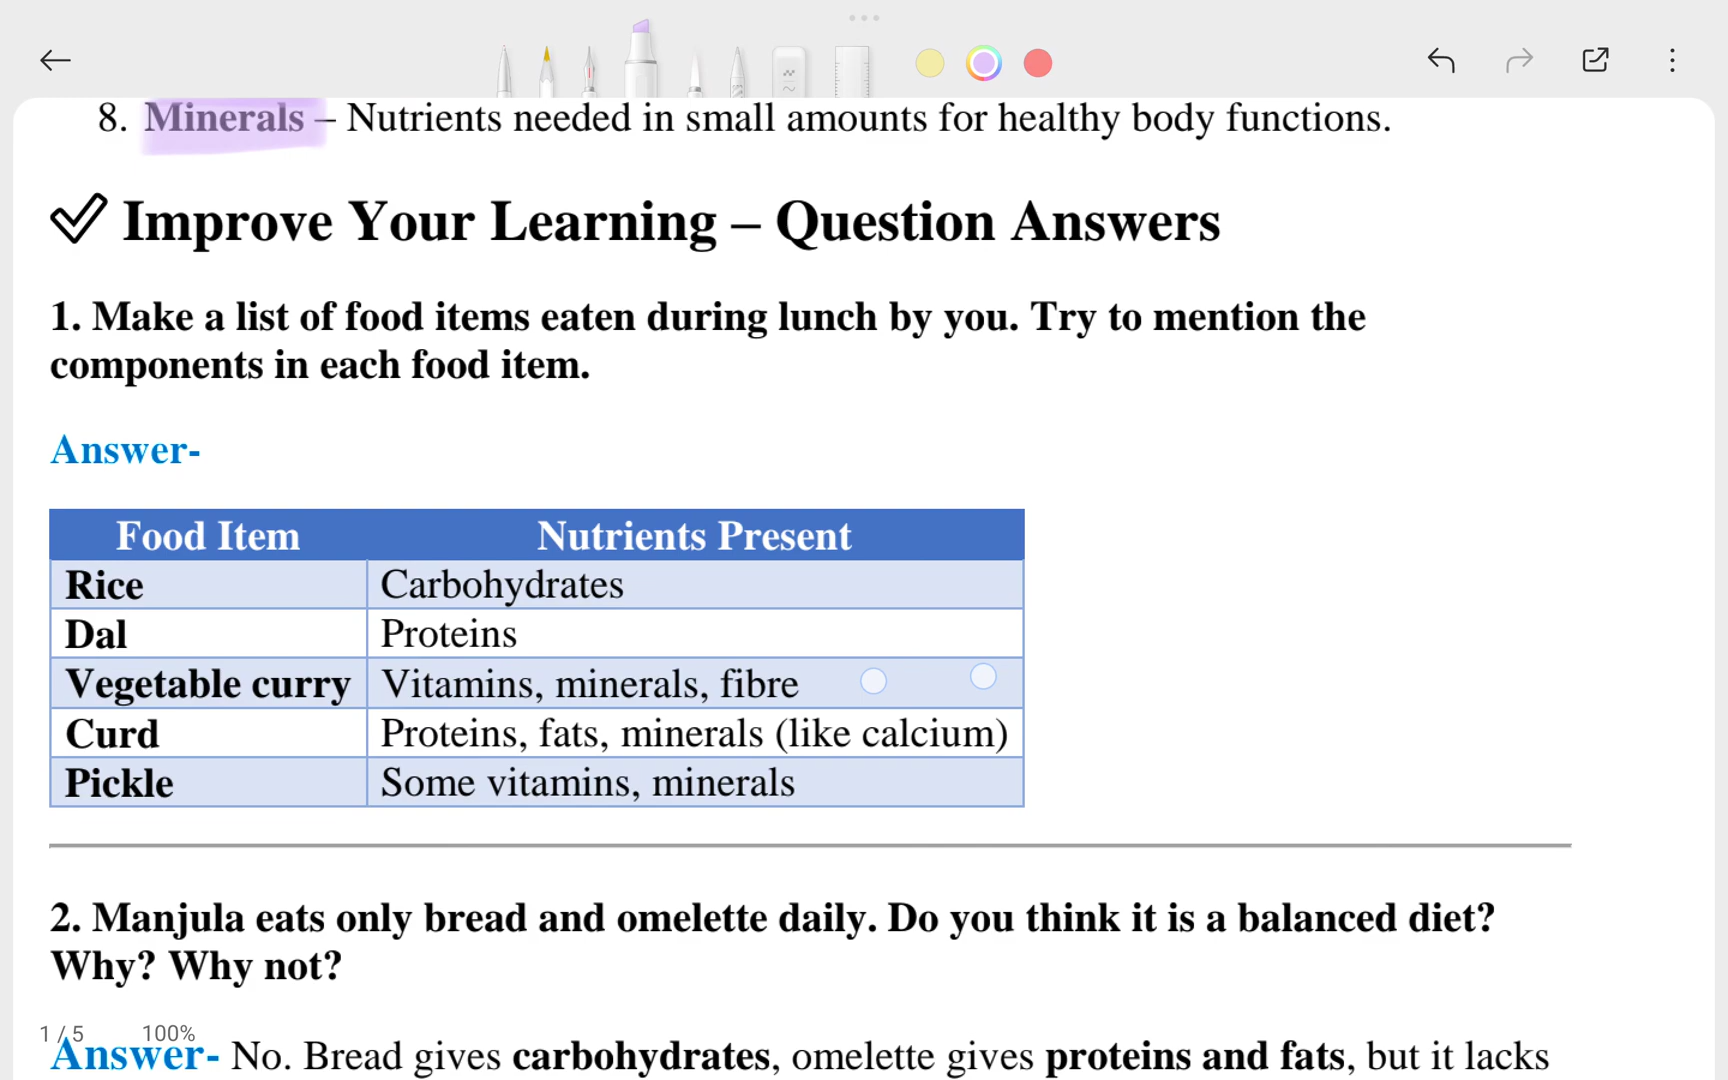 8. Minerals – Nutrients needed in small amounts for healthy body functions.
Improve Your Learning – Question Answers
1. Make a list of food items eaten during lunch by you. Try to mention the
components in each food item.
Answer-
Food Item Nutrients Present
Rice Carbohydrates
Dal Proteins
Vegetable curry Vitamins, minerals, fibre
Curd Proteins, fats, minerals (like calcium)
Pickle Some vitamins, minerals
2. Manjula eats only bread and omelette daily. Do you think it is a balanced diet?
Why? Why not?
1 / 5 100%
Answer- No. Bread gives carbohydrates, omelette gives proteins and fats, but it lacks